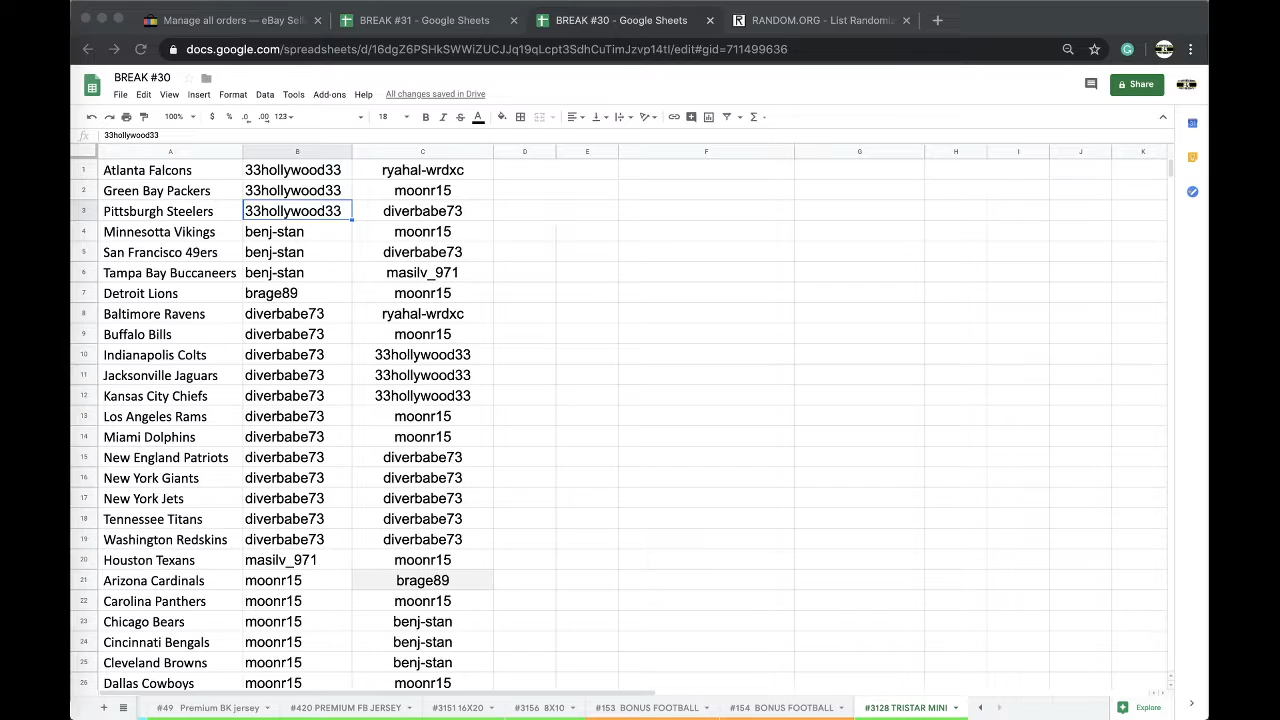 Manage all orders — eBay Sell
BREAK #31 - Google Sheets
BREAK #30 - Google Sheets
RANDOM.ORG - List Randomiz
docs.google.com/spreadsheets/d/16dgZ6PSHkSWWiZUCJJq19qLcpt3SdhCuTimJzvp14tI/edit#gid=711499636
BREAK #30
File Edit View Insert Format Data Tools Add-ons Help All changes saved in Drive
Share
100% $ % .0 .00 123 18 B I S A
fx 33hollywood33
A B C D E F G H I J K
1 Atlanta Falcons 33hollywood33 ryahal-wrdxc
2 Green Bay Packers 33hollywood33 moonr15
3 Pittsburgh Steelers 33hollywood33 diverbabe73
4 Minnesotta Vikings benj-stan moonr15
5 San Francisco 49ers benj-stan diverbabe73
6 Tampa Bay Buccaneers benj-stan masilv_971
7 Detroit Lions brage89 moonr15
8 Baltimore Ravens diverbabe73 ryahal-wrdxc
9 Buffalo Bills diverbabe73 moonr15
10 Indianapolis Colts diverbabe73 33hollywood33
11 Jacksonville Jaguars diverbabe73 33hollywood33
12 Kansas City Chiefs diverbabe73 33hollywood33
13 Los Angeles Rams diverbabe73 moonr15
14 Miami Dolphins diverbabe73 moonr15
15 New England Patriots diverbabe73 diverbabe73
16 New York Giants diverbabe73 diverbabe73
17 New York Jets diverbabe73 diverbabe73
18 Tennessee Titans diverbabe73 diverbabe73
19 Washington Redskins diverbabe73 diverbabe73
20 Houston Texans masilv_971 moonr15
21 Arizona Cardinals moonr15 brage89
22 Carolina Panthers moonr15 moonr15
23 Chicago Bears moonr15 benj-stan
24 Cincinnati Bengals moonr15 benj-stan
25 Cleveland Browns moonr15 benj-stan
26 Dallas Cowboys moonr15 moonr15
#49 Premium BK jersey #420 PREMIUM FB JERSEY #3151 16X20 #3156 8X10 #153 BONUS FOOTBALL #154 BONUS FOOTBALL #3128 TRISTAR MINI Explore